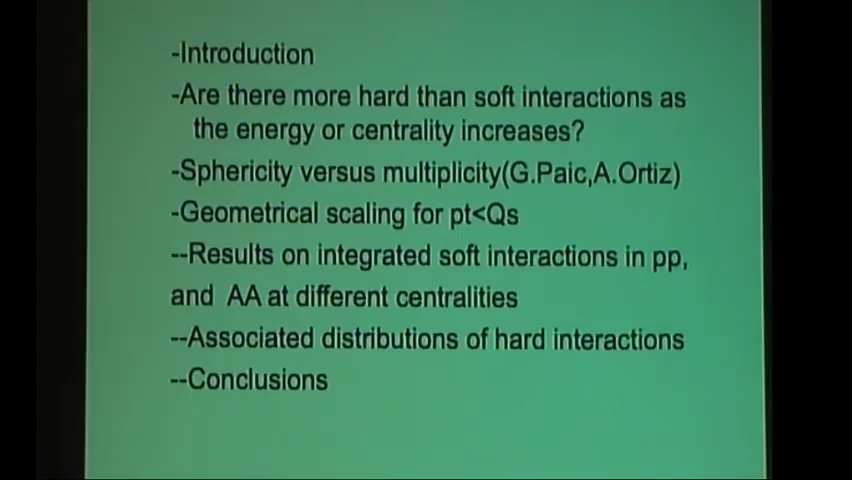 -Introduction
-Are there more hard than soft interactions as
the energy or centrality increases?
-Sphericity versus multiplicity(G.Paic,A.Ortiz)
-Geometrical scaling for pt<Qs
--Results on integrated soft interactions in pp,
and AA at different centralities
--Associated distributions of hard interactions
--Conclusions